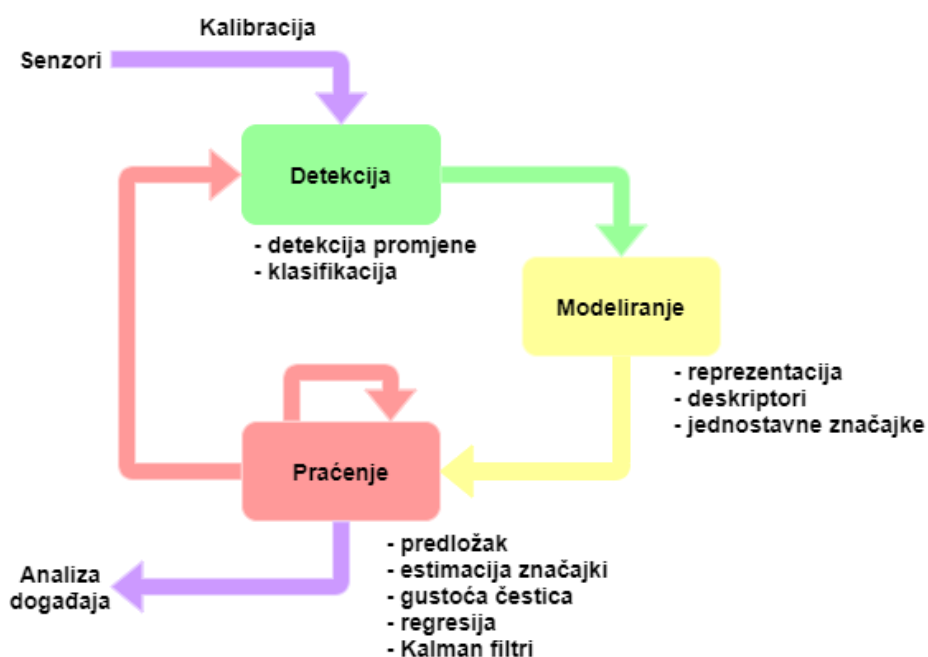 Kalibracija
Senzori
Detekcija
- detekcija promjene
- klasifikacija
Modeliranje
- reprezentacija
- deskriptori
- jednostavne značajke
Praćenje
- predložak
- estimacija značajki
- gustoća čestica
- regresija
- Kalman filtri
Analiza
događaja